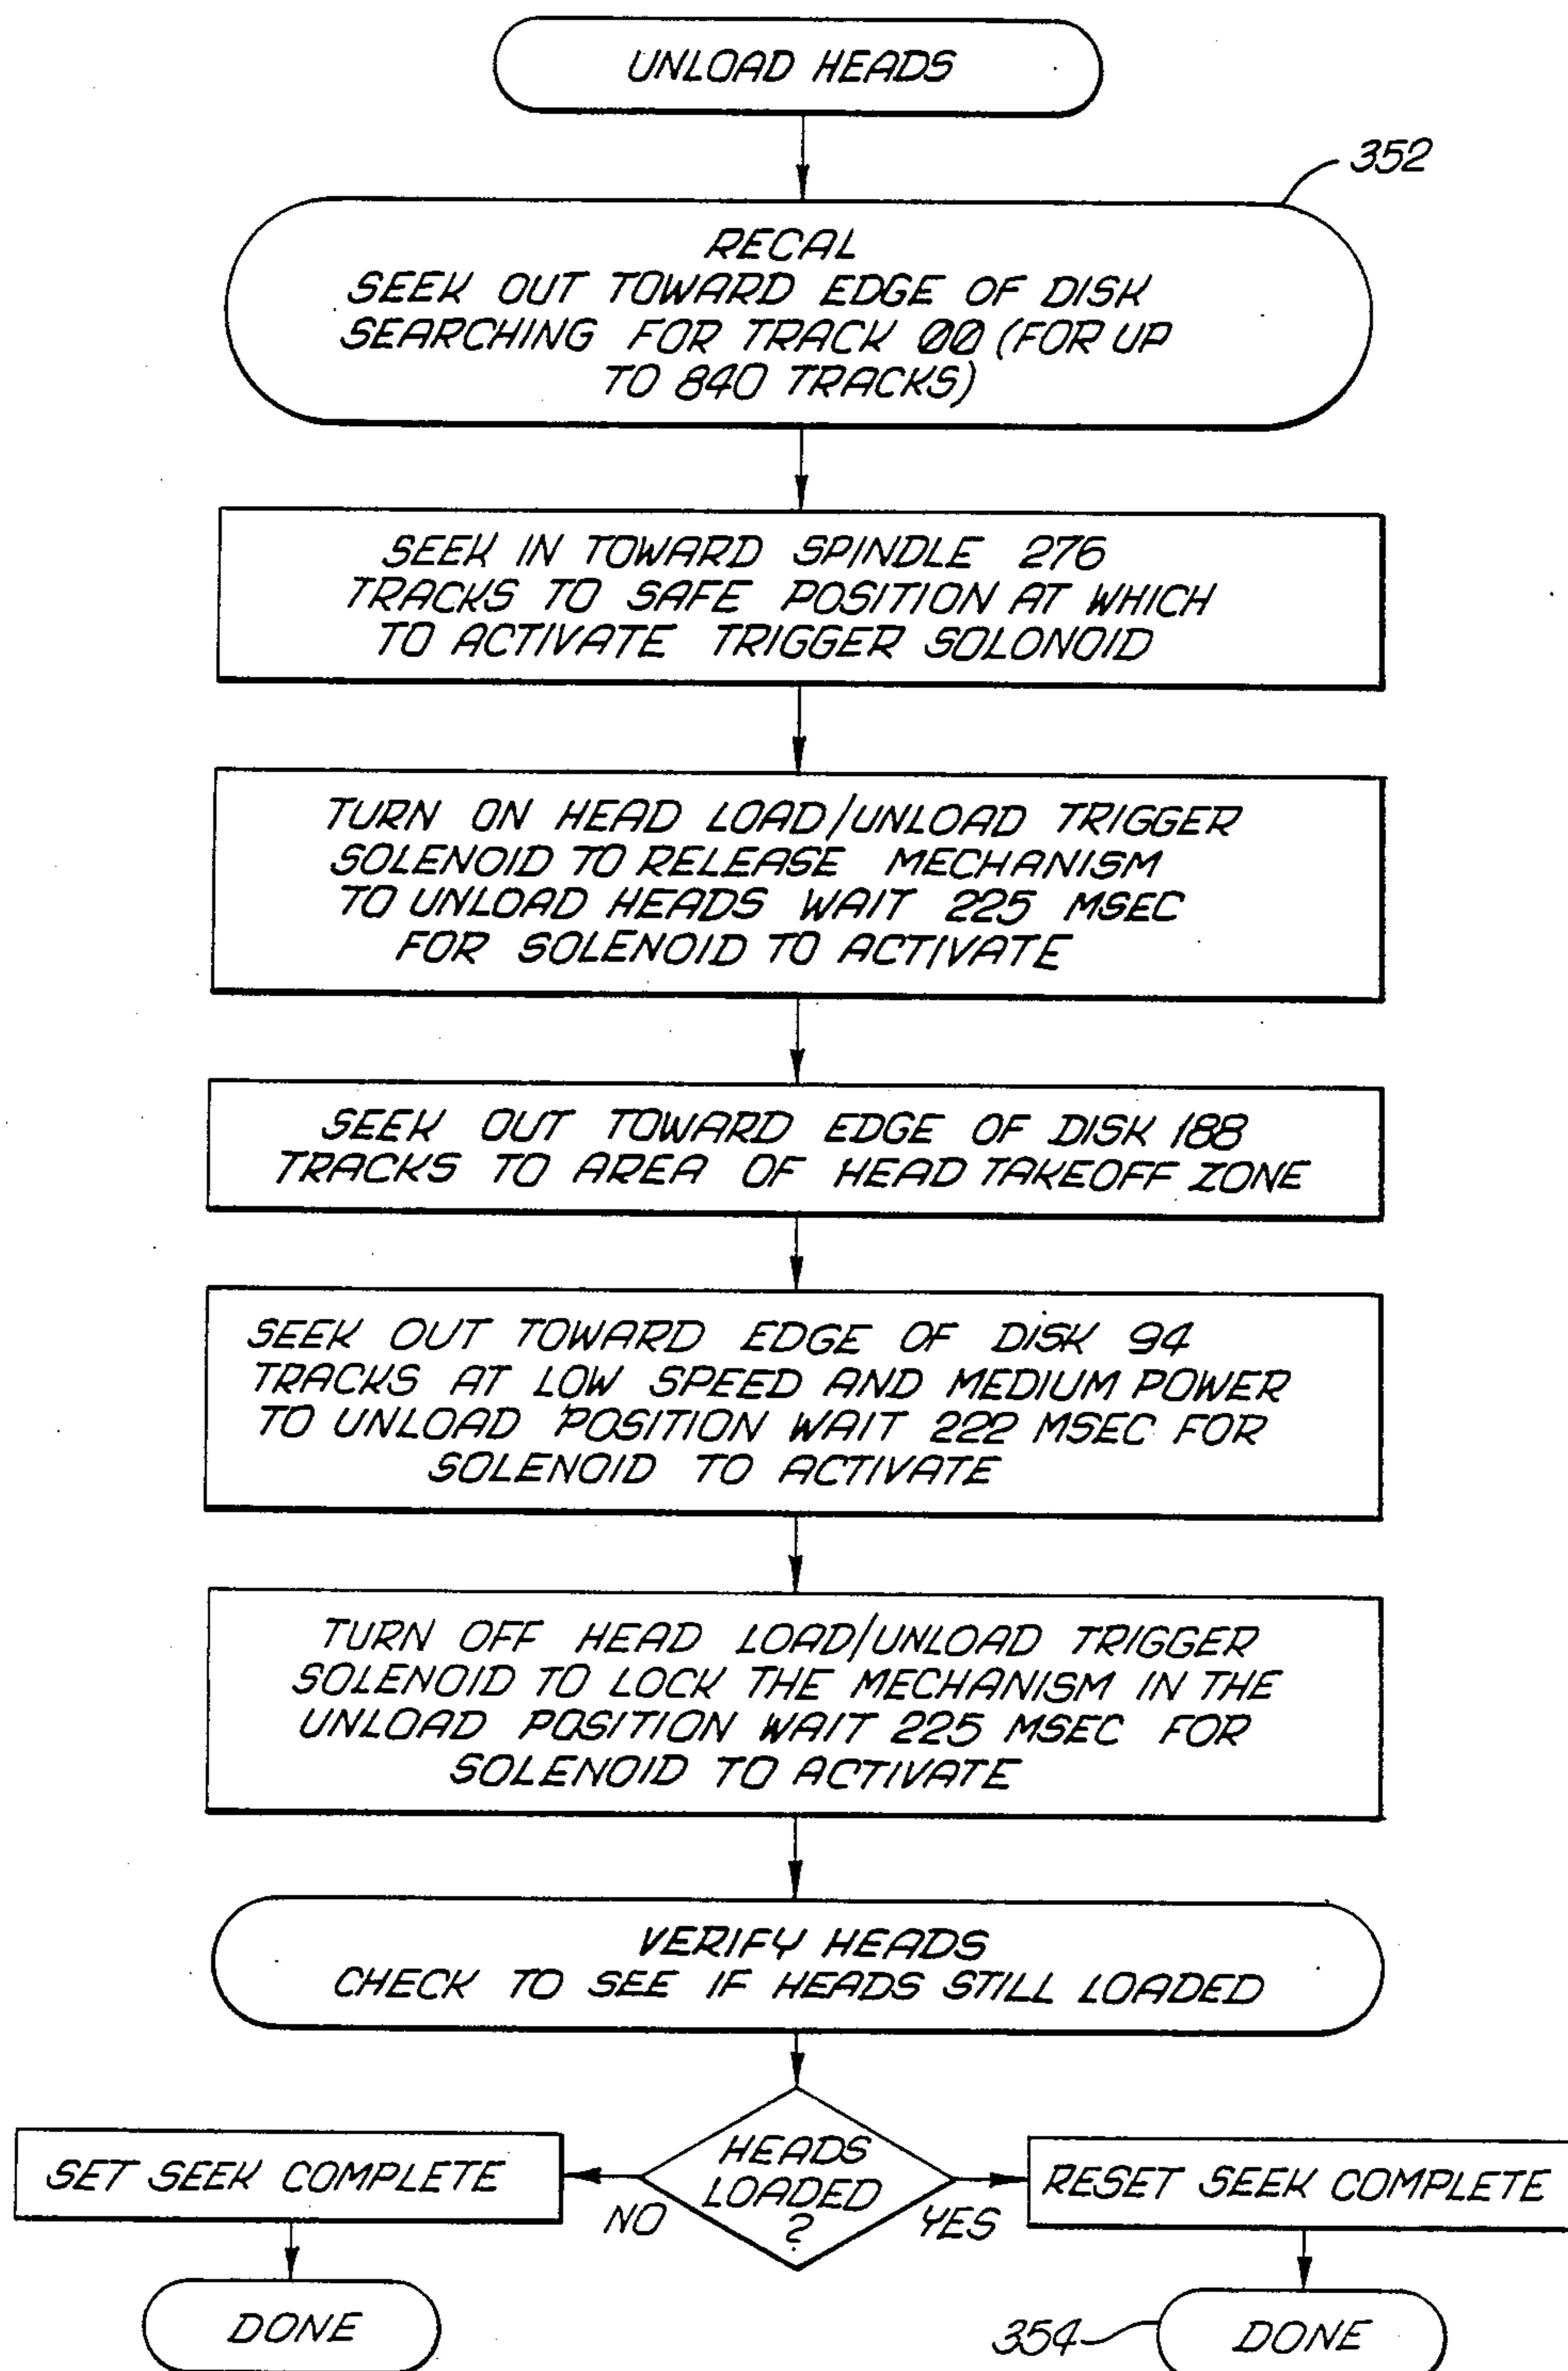 UNLOAD HEADS
352
RECAL
SEEK OUT TOWARD EDGE OF DISK
SEARCHING FOR TRACK 00 (FOR UP
TO 840 TRACKS)
SEEK IN TOWARD SPINDLE 276
TRACKS TO SAFE POSITION AT WHICH
TO ACTIVATE TRIGGER SOLONOID
TURN ON HEAD LOAD/UNLOAD TRIGGER
SOLENOID TO RELEASE MECHANISM
TO UNLOAD HEADS WAIT 225 MSEC
FOR SOLENOID TO ACTIVATE
SEEK OUT TOWARD EDGE OF DISK 188
TRACKS TO AREA OF HEAD TAKEOFF ZONE
SEEK OUT TOWARD EDGE OF DISK 94
TRACKS AT LOW SPEED AND MEDIUM POWER
TO UNLOAD POSITION WAIT 222 MSEC FOR
SOLENOID TO ACTIVATE
TURN OFF HEAD LOAD/UNLOAD TRIGGER
SOLENOID TO LOCK THE MECHANISM IN THE
UNLOAD POSITION WAIT 225 MSEC FOR
SOLENOID TO ACTIVATE
VERIFY HEADS
CHECK TO SEE IF HEADS STILL LOADED
HEADS
LOADED
?
NO
YES
SET SEEK COMPLETE
RESET SEEK COMPLETE
DONE
354
DONE